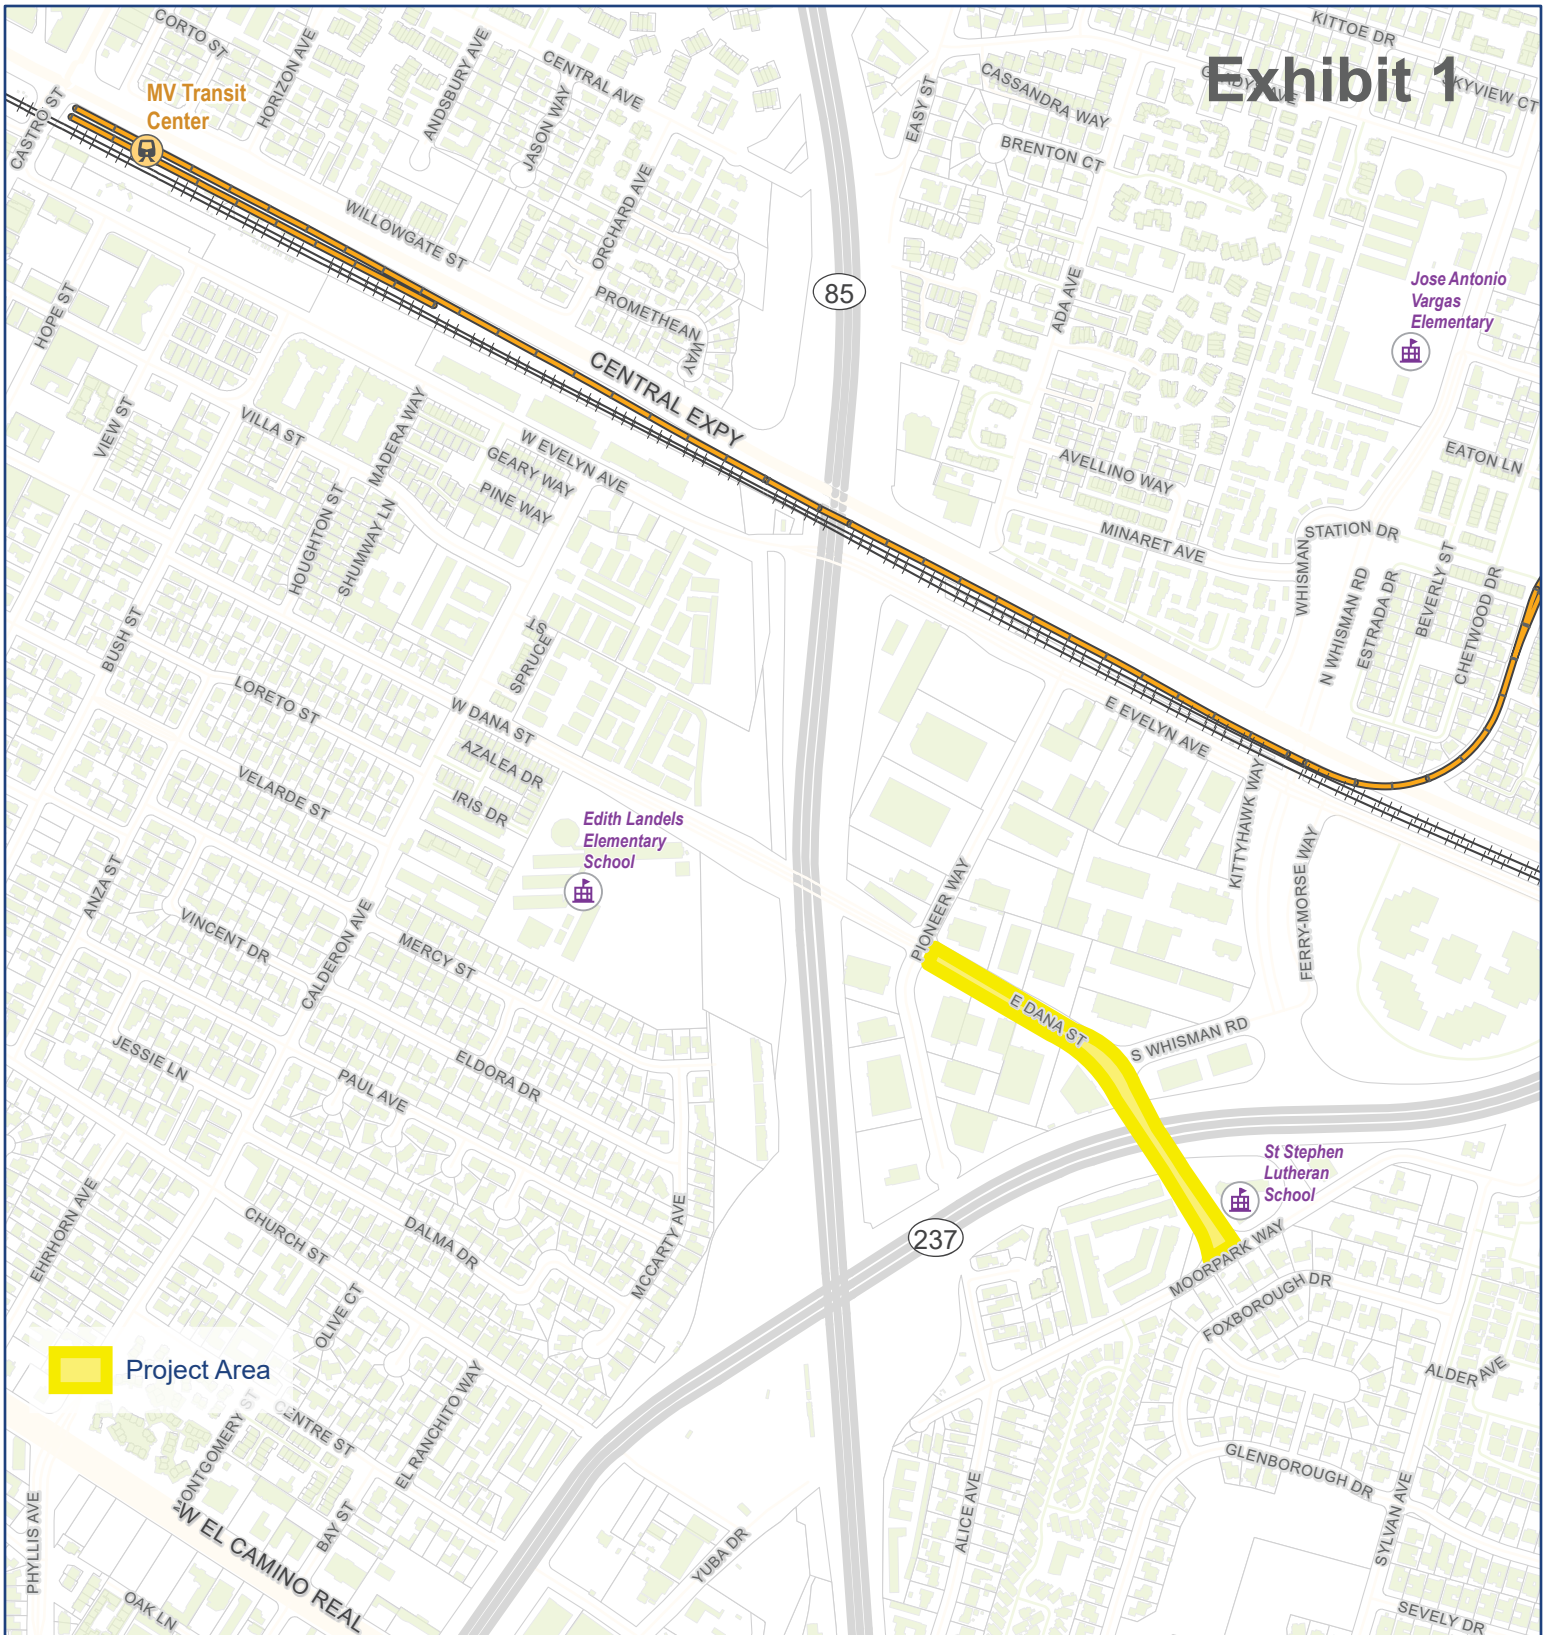 Exhibit 1
CORTO ST
HORIZON AVE
ANDSBURY AVE
CENTRAL AVE
JASON WAY
EASY ST
CASSANDRA WAY
BRENTON CT
KITTOE DR
SKYVIEW CT
MV Transit
Center
CASTRO ST
WILLOWGATE ST
ORCHARD AVE
PROMETHEAN
WAY
85
ADA AVE
Jose Antonio
Vargas
Elementary
HOPE ST
VIEW ST
VILLA ST
MADERA WAY
CENTRAL EXPY
W EVELYN AVE
GEARY WAY
PINE WAY
HOUGHTON ST
SHUMWAY LN
AVELLINO WAY
EATON LN
MINARET AVE
STATION DR
WHISMAN
N WHISMAN RD
ESTRADA DR
BEVERLY ST
CHETWOOD DR
BUSH ST
SPRUCE
ST
LORETO ST
W DANA ST
AZALEA DR
IRIS DR
VELARDE ST
E EVELYN AVE
KITTYHAWK WAY
FERRY-MORSE WAY
Edith Landels
Elementary
School
ANZA ST
VINCENT DR
CALDERON AVE
MERCY ST
PIONEER WAY
E DANA ST
S WHISMAN RD
JESSIE LN
PAUL AVE
ELDORA DR
St Stephen
Lutheran
School
EHRHORN AVE
CHURCH ST
DALMA DR
MCCARTY AVE
237
MOORPARK WAY
FOXBOROUGH DR
OLIVE CT
Project Area
ALDER AVE
MONTGOMERY ST
CENTRE ST
EL RANCHITO WAY
GLENBOROUGH DR
PHYLLIS AVE
W EL CAMINO REAL
BAY ST
ALICE AVE
SYLVAN AVE
YUBA DR
OAK LN
SEVELY DR